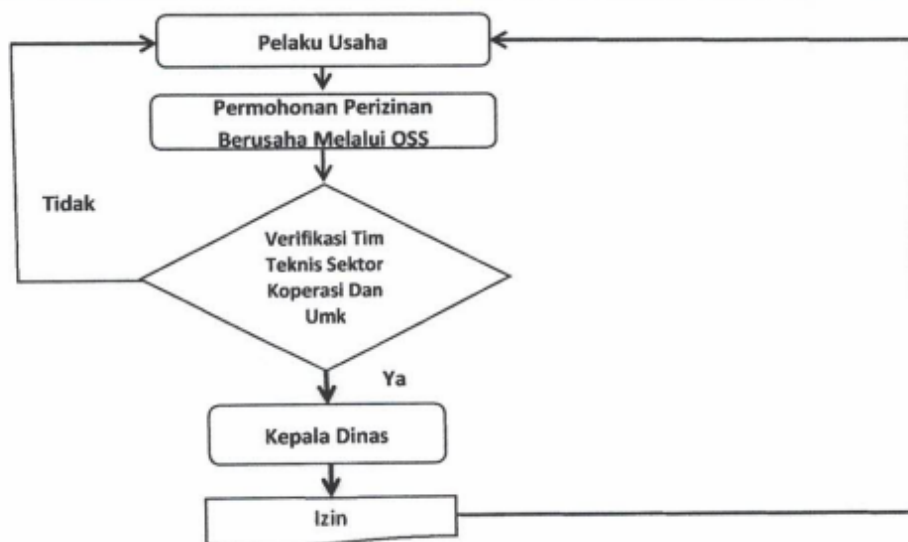 Pelaku Usaha
Permohonan Perizinan
Berusaha Melalui OSS
Tidak
Verifikasi Tim
Teknis Sektor
Koperasi Dan
Umk
Ya
Kepala Dinas
Izin